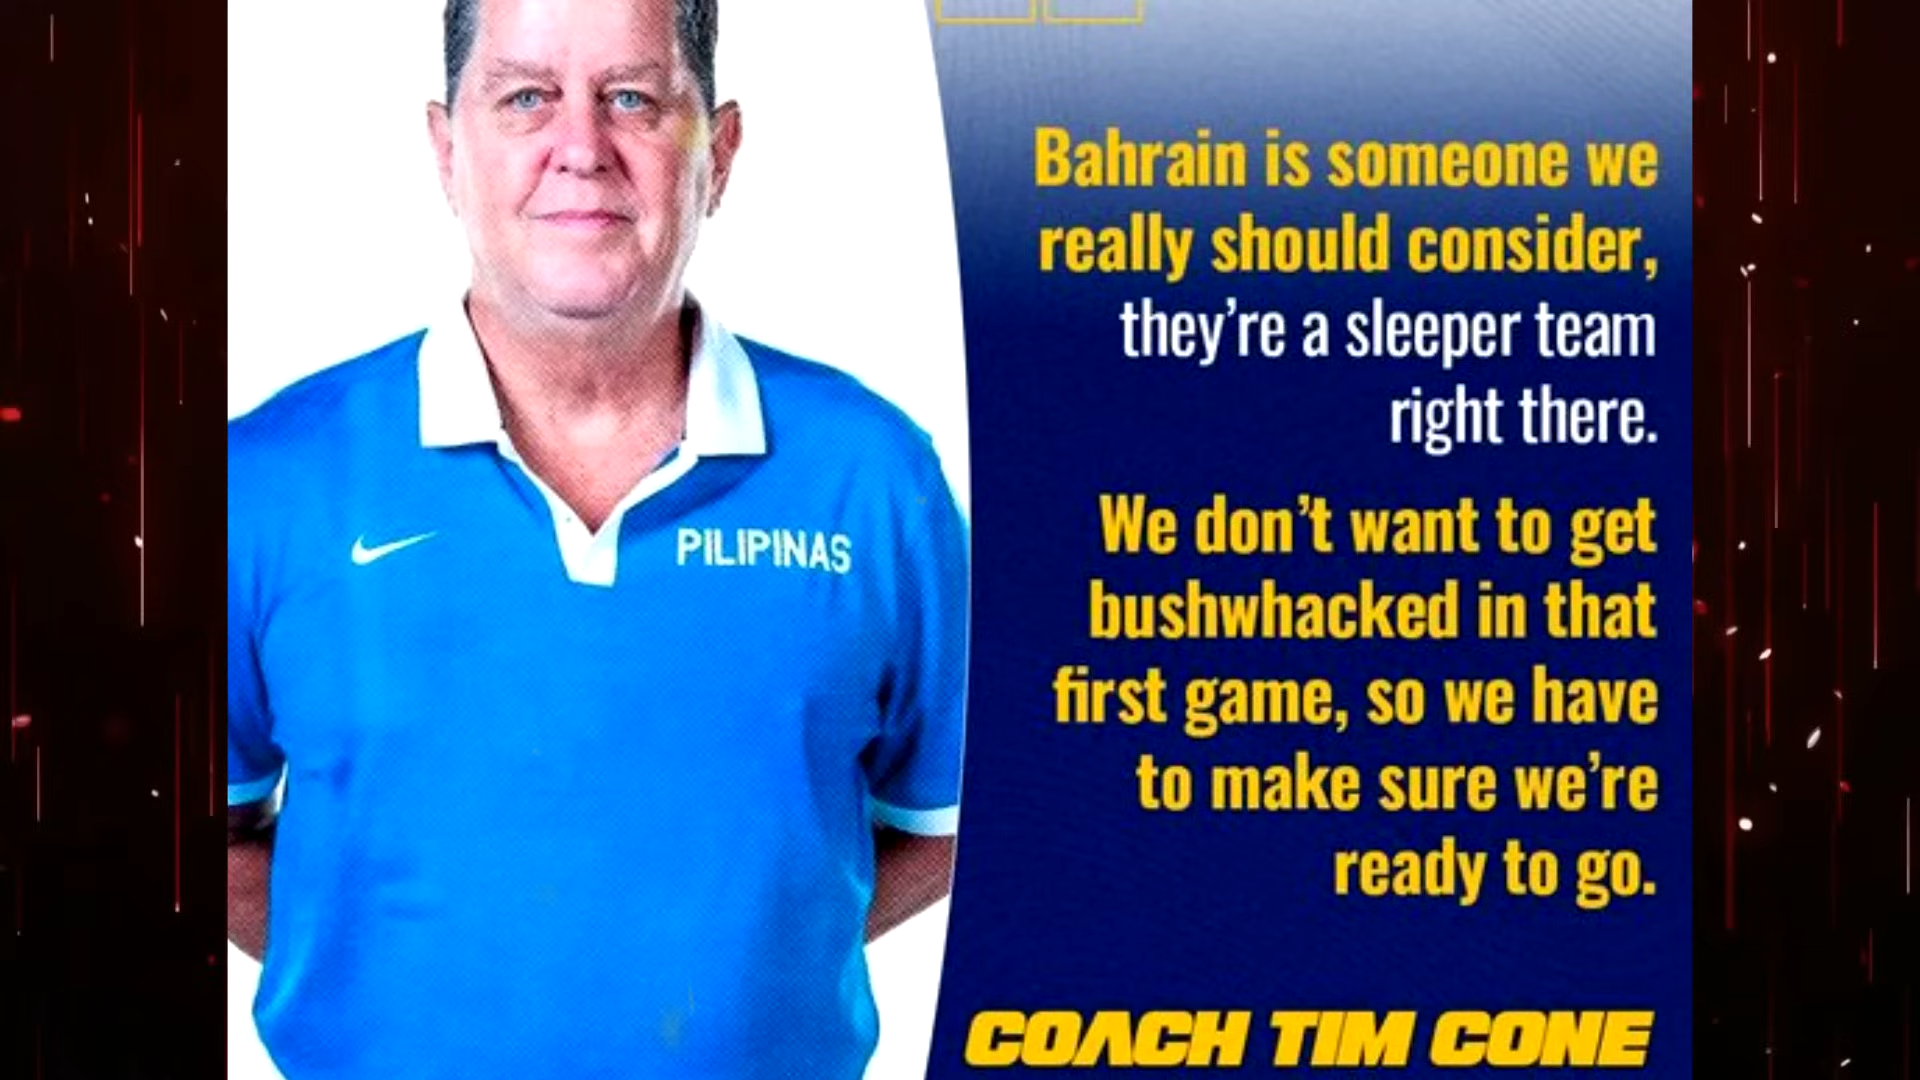 PILIPINAS
Bahrain is someone we
really should consider,
they're a sleeper team
right there.
We don't want to get
bushwhacked in that
first game, so we have
to make sure we're
ready to go.
COACH TIM CONE